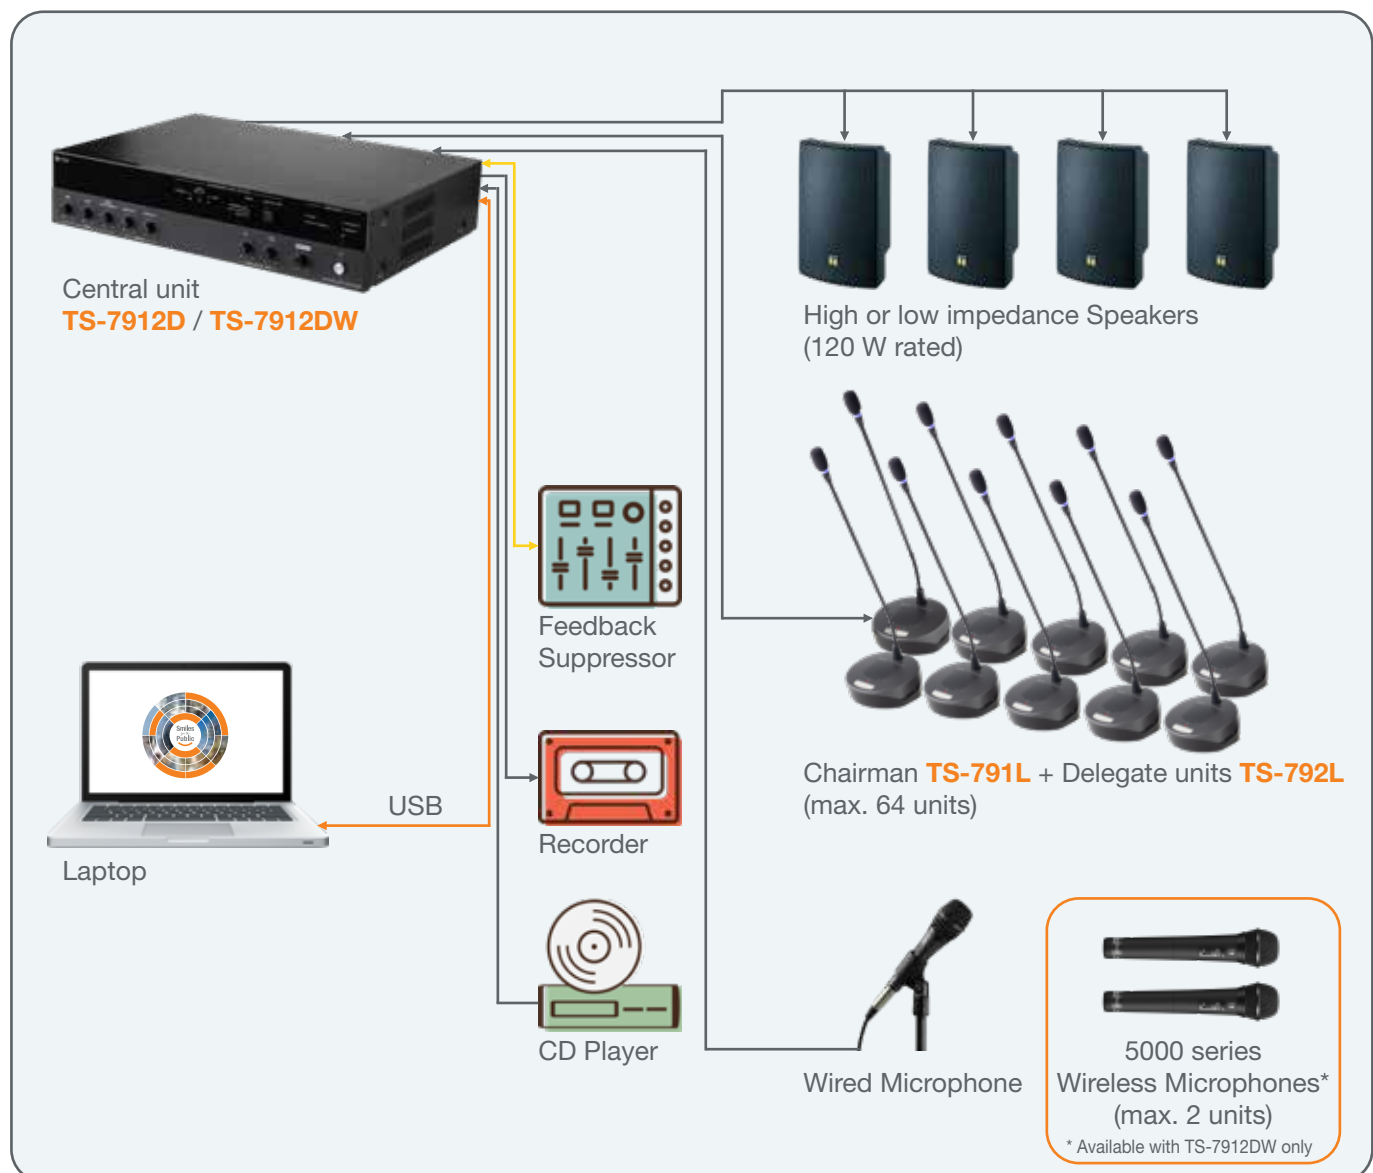 Central unit
TS-7912D / TS-7912DW
High or low impedance Speakers
(120 W rated)
Feedback
Suppressor
Smiles
Public
USB
Laptop
Recorder
Chairman TS-791L + Delegate units TS-792L
(max. 64 units)
CD Player
Wired Microphone
5000 series
Wireless Microphones*
(max. 2 units)
* Available with TS-7912DW only